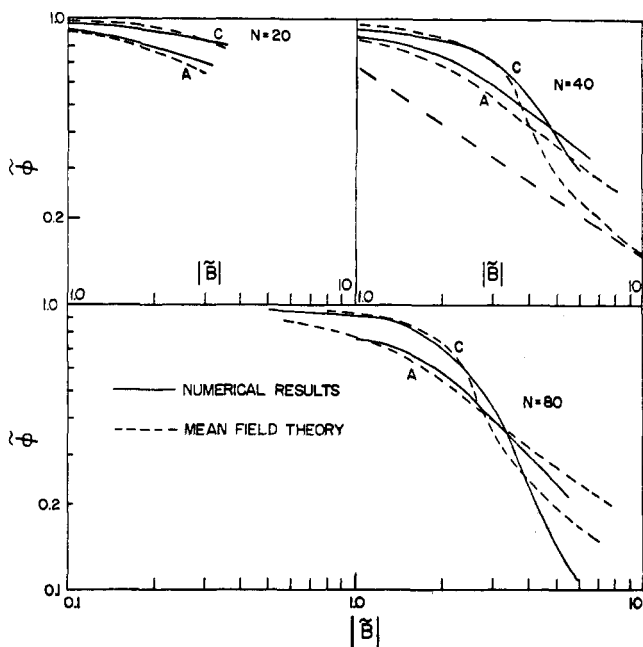 1.0
C
N=20
A
0.2
φ̃
1.0
|B̃|
10
C
N=40
A
1.0
|B̃|
10
1.0
C
A
N=80
NUMERICAL RESULTS
MEAN FIELD THEORY
φ̃
0.2
0.1
0.1
1.0
10
|B̃|